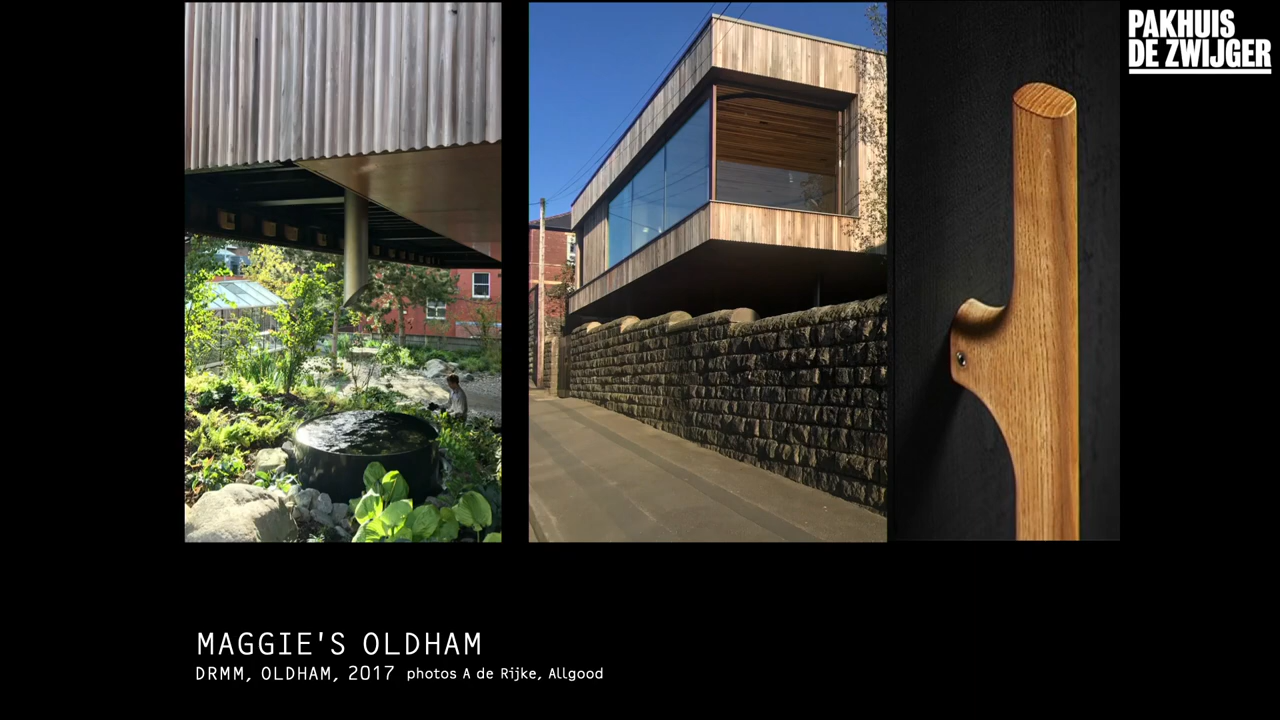 PAKHUIS
DE ZWIJGER
MAGGIE'S OLDHAM
DRMM, OLDHAM, 2017 photos A de Rijke, Allgood